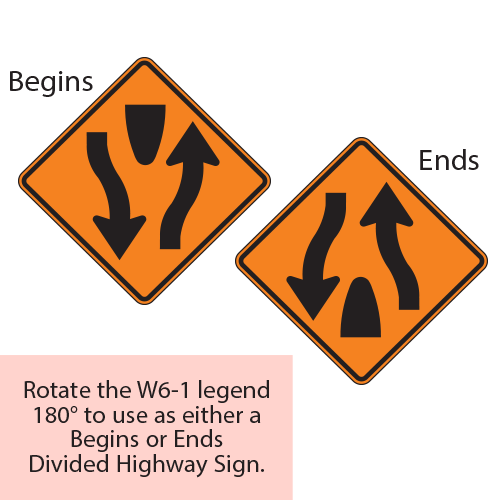 Begins
Ends
Rotate the W6-1 legend
180° to use as either a
Begins or Ends
Divided Highway Sign.